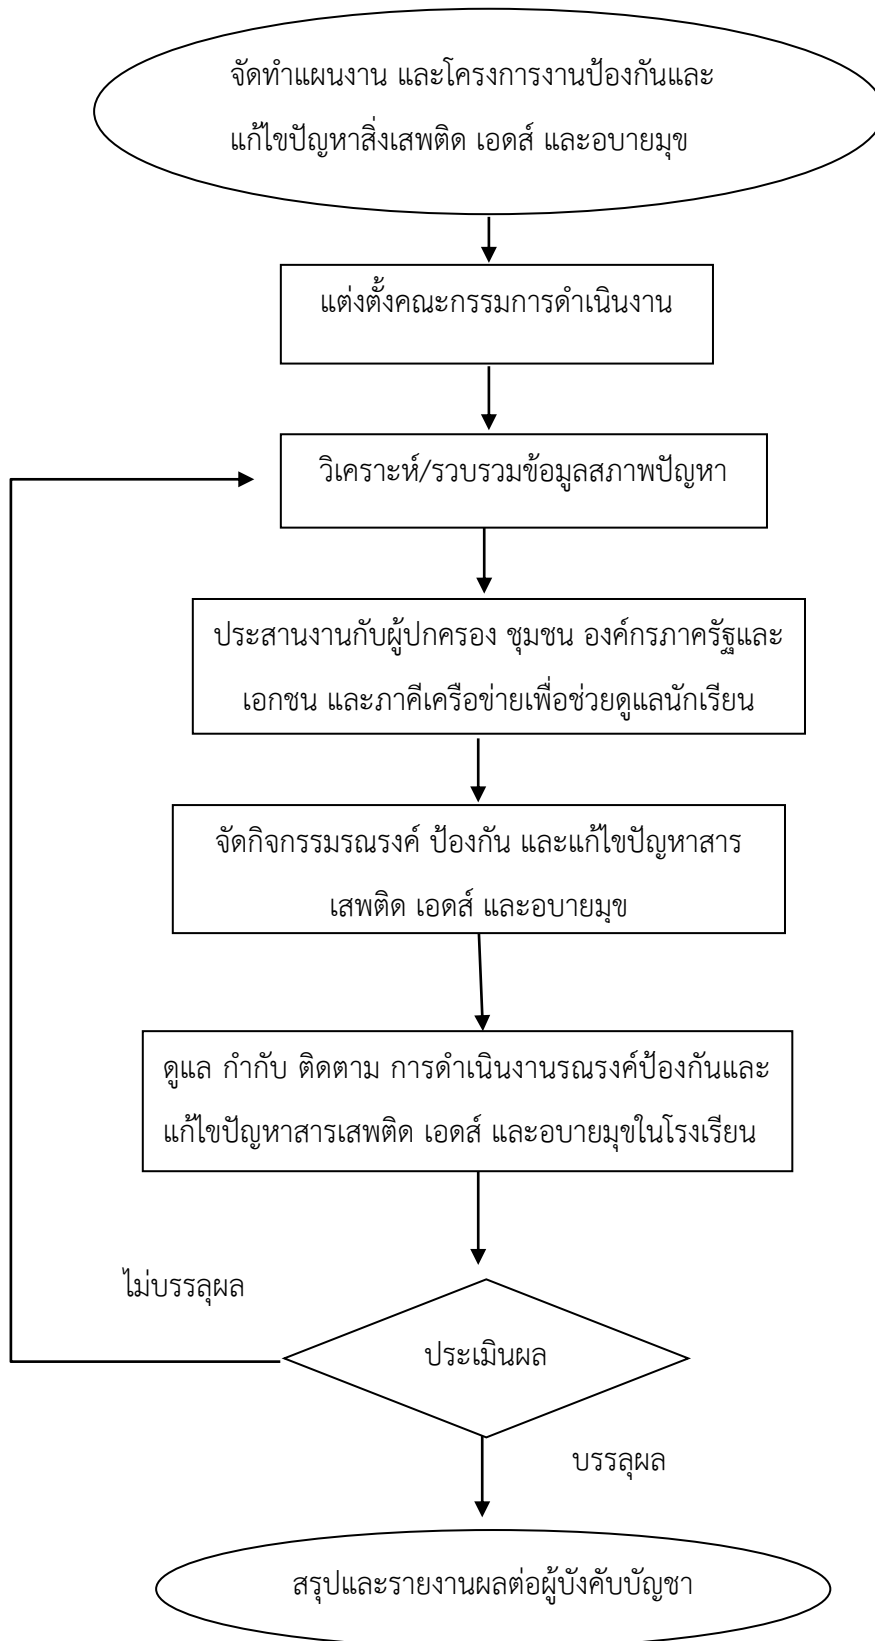 จัดทำแผนงาน และโครงการงานป้องกันและ
แก้ไขปัญหาสิ่งเสพติด เอดส์ และอบายมุข
แต่งตั้งคณะกรรมการดำเนินงาน
วิเคราะห์/รวบรวมข้อมูลสภาพปัญหา
ประสานงานกับผู้ปกครอง ชุมชน องค์กรภาครัฐและ
เอกชน และภาคีเครือข่ายเพื่อช่วยดูแลนักเรียน
จัดกิจกรรมรณรงค์ ป้องกัน และแก้ไขปัญหาสาร
เสพติด เอดส์ และอบายมุข
ดูแล กำกับ ติดตาม การดำเนินงานรณรงค์ป้องกันและ
แก้ไขปัญหาสารเสพติด เอดส์ และอบายมุขในโรงเรียน
ไม่บรรลุผล
ประเมินผล
บรรลุผล
สรุปและรายงานผลต่อผู้บังคับบัญชา